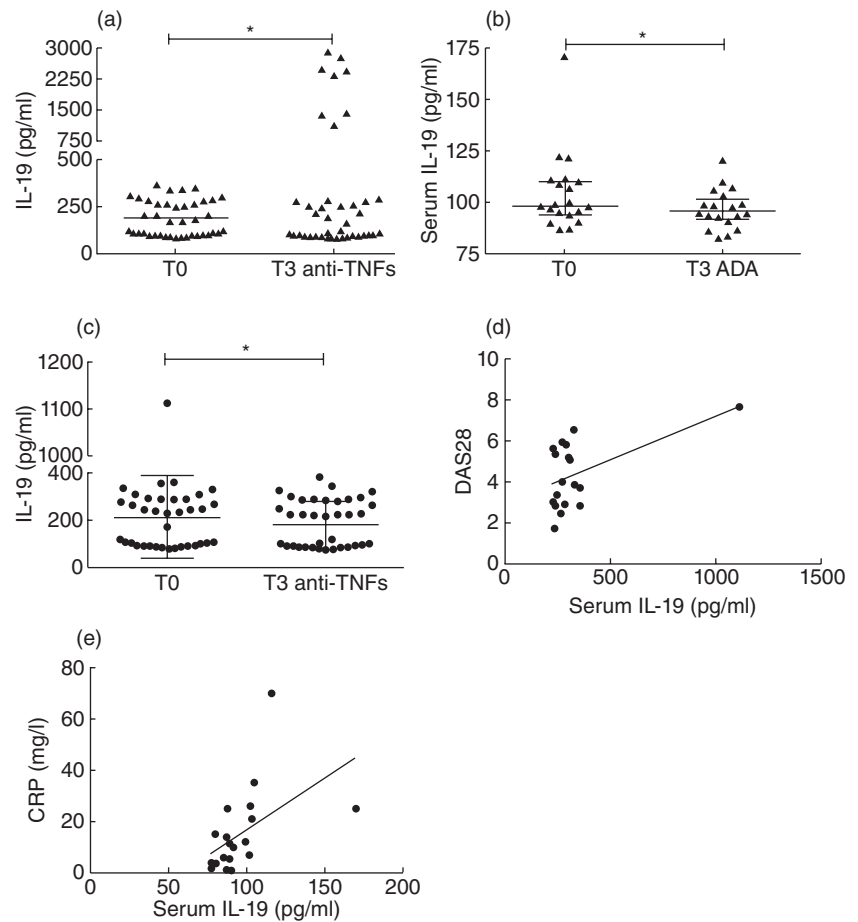 (a)
*
3000
2250
1500
750
500
250
0
IL-19 (pg/ml)
T0 T3 anti-TNFs
(b)
*
175
150
125
100
75
Serum IL-19 (pg/ml)
T0 T3 ADA
(c)
*
1200
1100
1000
400
200
0
IL-19 (pg/ml)
T0 T3 anti-TNFs
(d)
10
8
6
4
2
0
DAS28
0 500 1000 1500
Serum IL-19 (pg/ml)
(e)
80
60
40
20
0
CRP (mg/l)
0 50 100 150 200
Serum IL-19 (pg/ml)